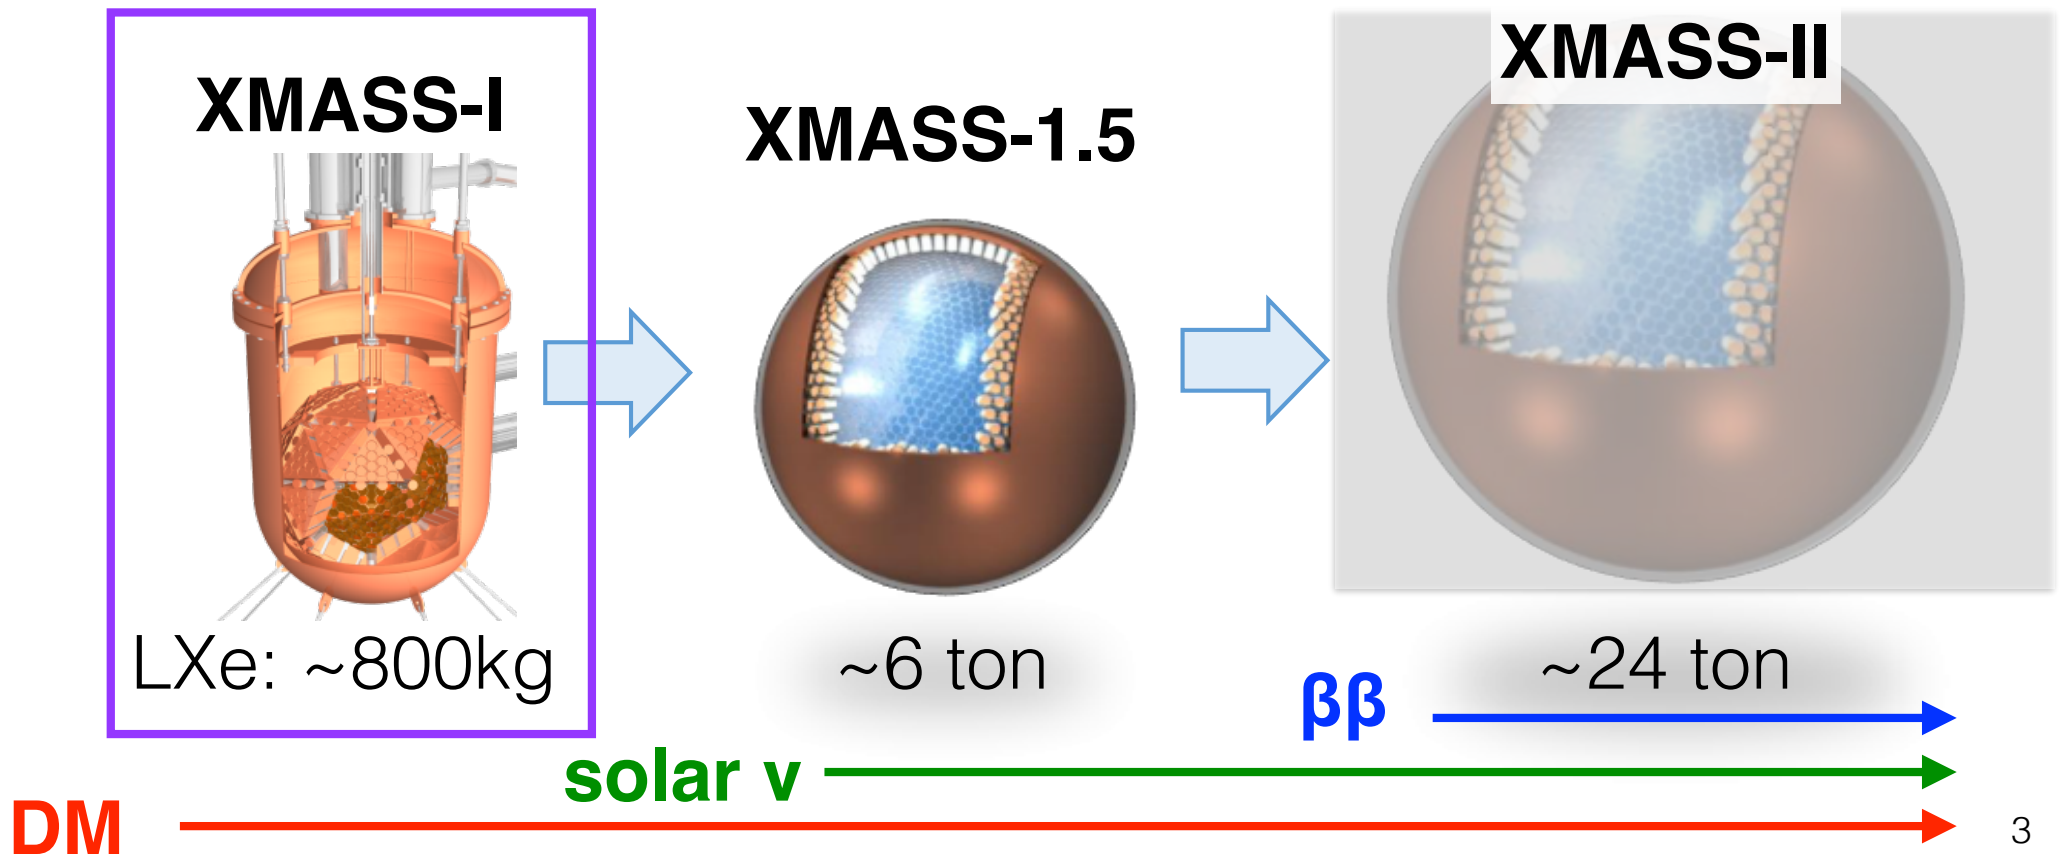 XMASS-I
XMASS-1.5
XMASS-II
LXe: ~800kg
~6 ton
~24 ton
ββ
solar ν
DM
3